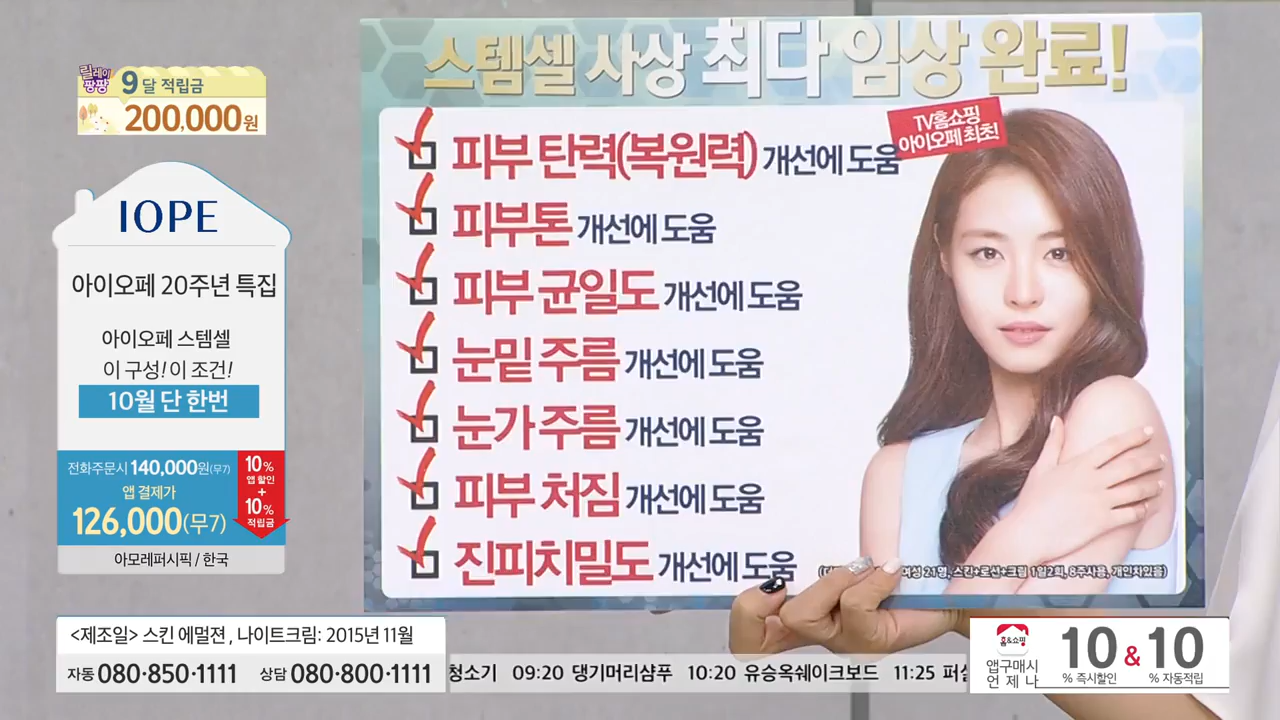 릴레이
팡팡
9달 적립금
200,000원
IOPE
아이오페 20주년 특집
아이오페 스템셀
이 구성! 이 조건!
10월 단 한번
전화주문시 140,000원(무7)
앱 결제가
126,000(무7)
10%
앱 할인
+
10%
적립금
아모레퍼시픽 / 한국
스템셀 사상 최다 임상 완료!
TV홈쇼핑
아이오페 최초!
피부 탄력(복원력) 개선에 도움
피부톤 개선에 도움
피부 균일도 개선에 도움
눈밑 주름 개선에 도움
눈가 주름 개선에 도움
피부 처짐 개선에 도움
진피치밀도 개선에 도움
여성 21명, 스킨+로션+크림 1일2회, 8주사용, 개인차있음)
<제조일> 스킨 에멀젼 , 나이트크림: 2015년 11월
자동 080·850·1111 상담 080·800·1111
청소기 09:20 댕기머리샴푸 10:20 유승옥쉐이크보드 11:25 퍼실
홈&쇼핑
앱구매시
언제나
10 & 10
% 즉시할인 % 자동적립